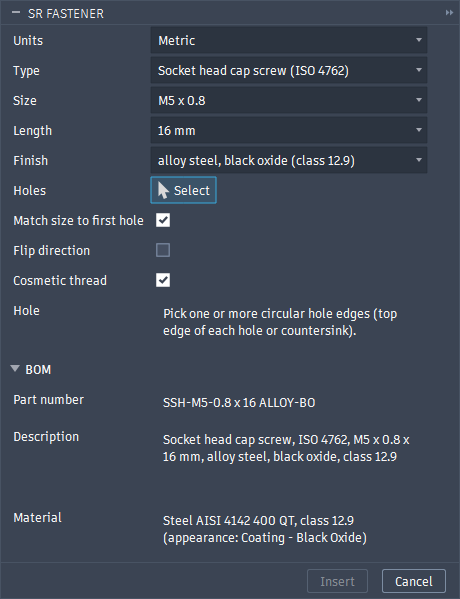 SR FASTENER
Units Metric
Type Socket head cap screw (ISO 4762)
Size M5 x 0.8
Length 16 mm
Finish alloy steel, black oxide (class 12.9)
Holes Select
Match size to first hole
Flip direction
Cosmetic thread
Hole Pick one or more circular hole edges (top
edge of each hole or countersink).
BOM
Part number SSH-M5-0.8 x 16 ALLOY-BO
Description Socket head cap screw, ISO 4762, M5 x 0.8 x
16 mm, alloy steel, black oxide, class 12.9
Material Steel AISI 4142 400 QT, class 12.9
(appearance: Coating - Black Oxide)
Insert Cancel